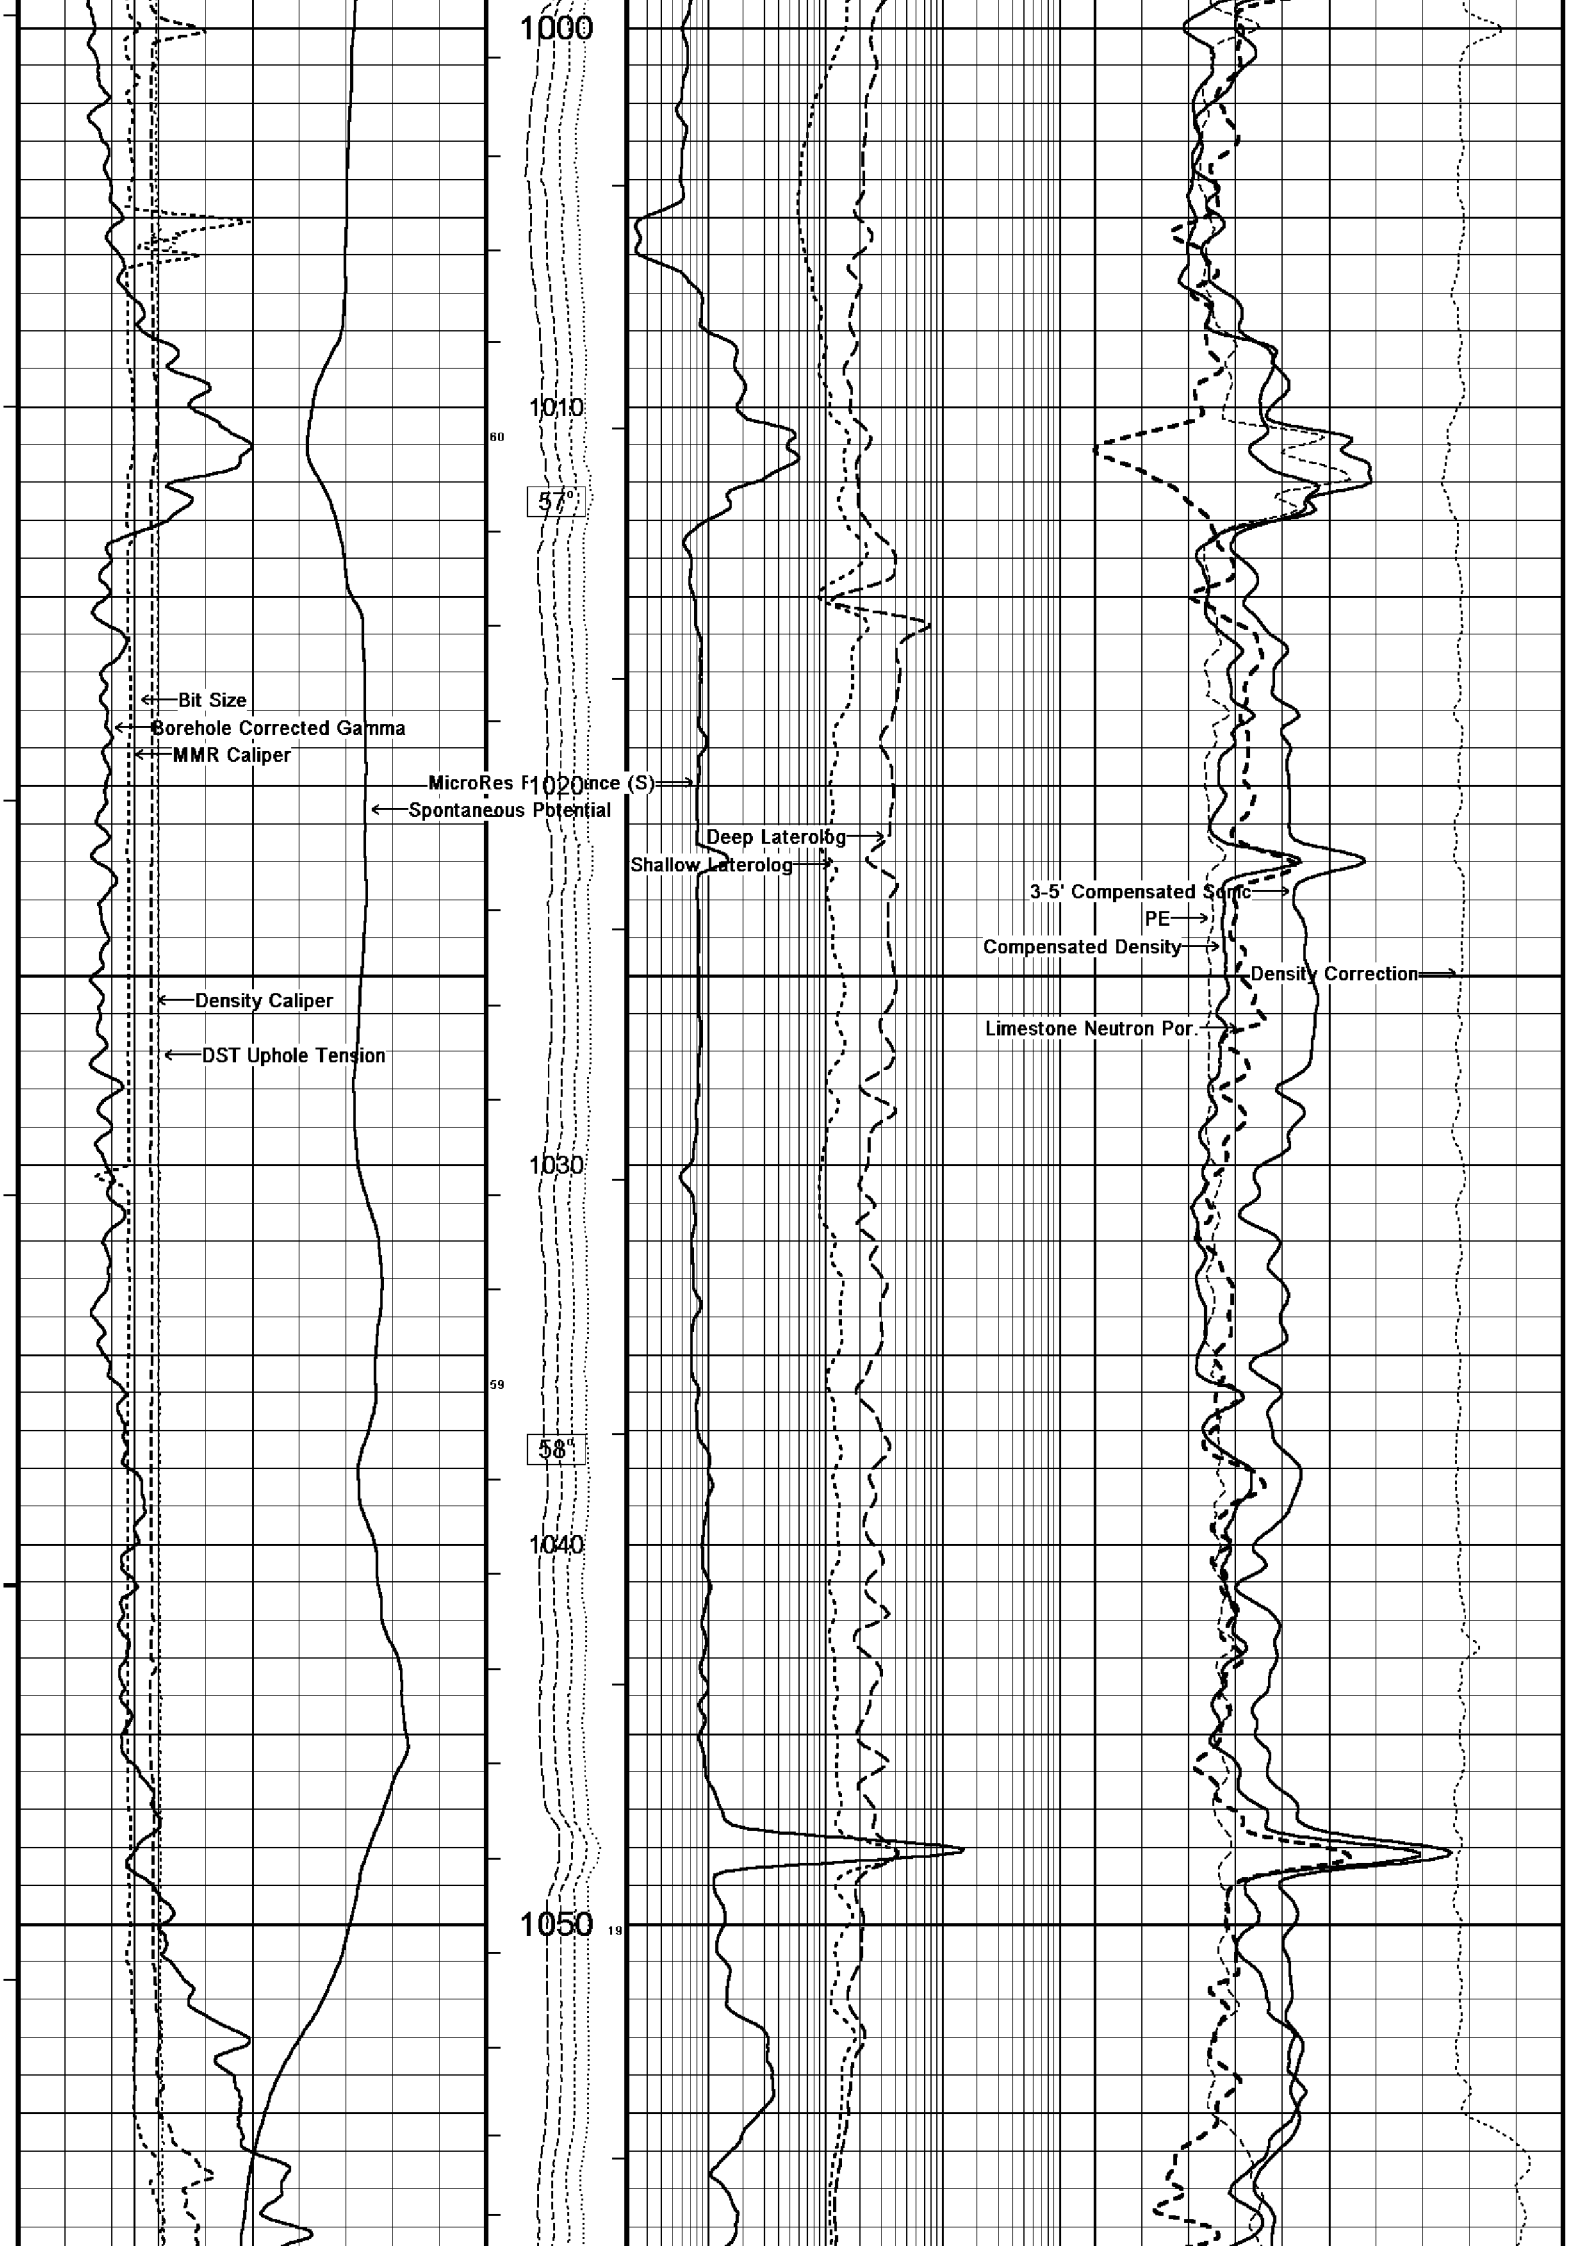 1000
1010
60
57°
Bit Size
Borehole Corrected Gamma
MMR Caliper
MicroRes F 1020 nce (S)
Spontaneous Potential
Deep Laterolog
Shallow Laterolog
3-5' Compensated Sonic
PE
Compensated Density
Density Correction
Density Caliper
Limestone Neutron Por.
DST Uphole Tension
1030
59
58°
1040
1050
19